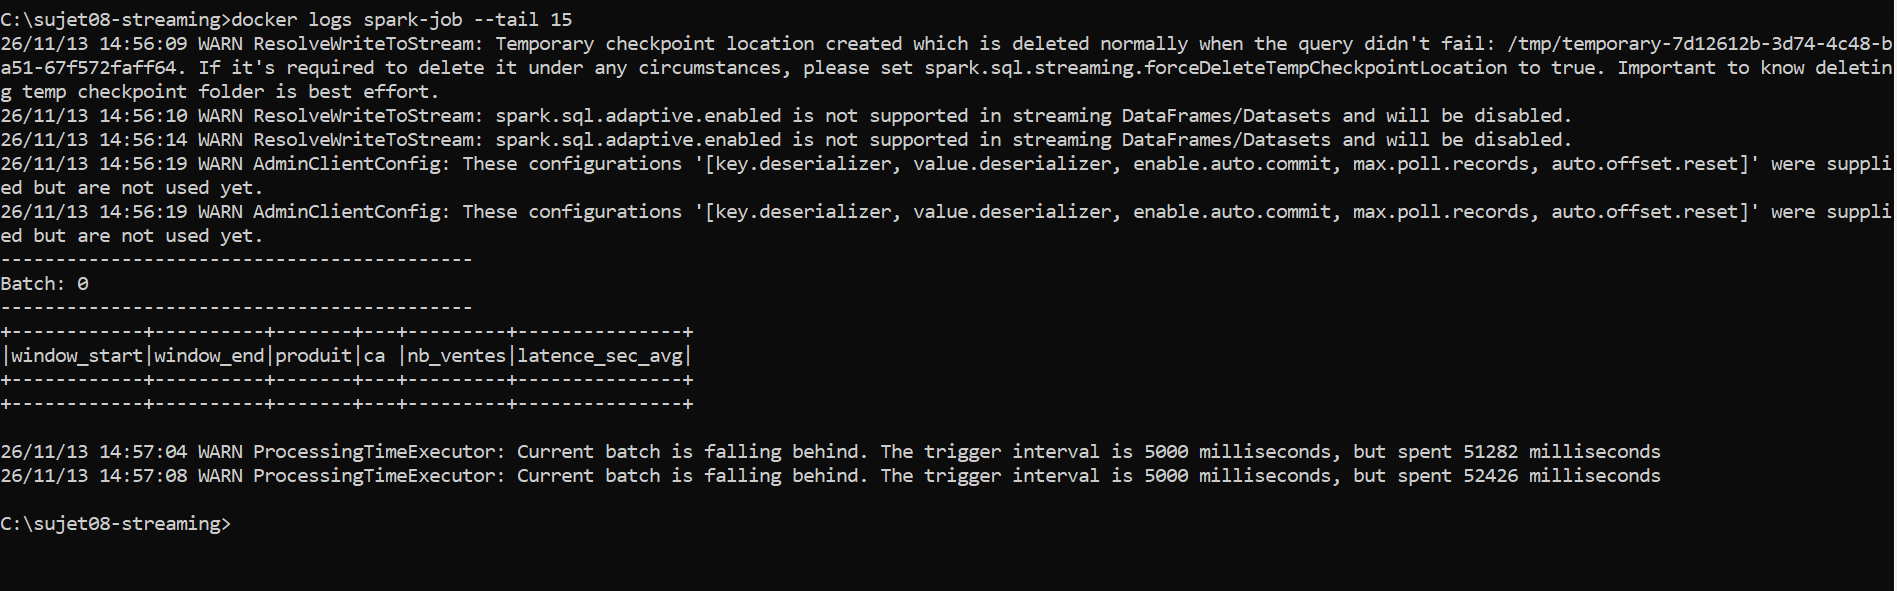 C:\sujet08-streaming>docker logs spark-job --tail 15
26/11/13 14:56:09 WARN ResolveWriteToStream: Temporary checkpoint location created which is deleted normally when the query didn't fail: /tmp/temporary-7d12612b-3d74-4c48-b
a51-67f572faff64. If it's required to delete it under any circumstances, please set spark.sql.streaming.forceDeleteTempCheckpointLocation to true. Important to know deletin
g temp checkpoint folder is best effort.
26/11/13 14:56:10 WARN ResolveWriteToStream: spark.sql.adaptive.enabled is not supported in streaming DataFrames/Datasets and will be disabled.
26/11/13 14:56:14 WARN ResolveWriteToStream: spark.sql.adaptive.enabled is not supported in streaming DataFrames/Datasets and will be disabled.
26/11/13 14:56:19 WARN AdminClientConfig: These configurations '[key.deserializer, value.deserializer, enable.auto.commit, max.poll.records, auto.offset.reset]' were suppli
ed but are not used yet.
26/11/13 14:56:19 WARN AdminClientConfig: These configurations '[key.deserializer, value.deserializer, enable.auto.commit, max.poll.records, auto.offset.reset]' were suppli
ed but are not used yet.
-------------------------------------------
Batch: 0
-------------------------------------------
+------------+----------+-------+---+---------+---------------+
|window_start|window_end|produit|ca |nb_ventes|latence_sec_avg|
+------------+----------+-------+---+---------+---------------+
+------------+----------+-------+---+---------+---------------+
26/11/13 14:57:04 WARN ProcessingTimeExecutor: Current batch is falling behind. The trigger interval is 5000 milliseconds, but spent 51282 milliseconds
26/11/13 14:57:08 WARN ProcessingTimeExecutor: Current batch is falling behind. The trigger interval is 5000 milliseconds, but spent 52426 milliseconds
C:\sujet08-streaming>